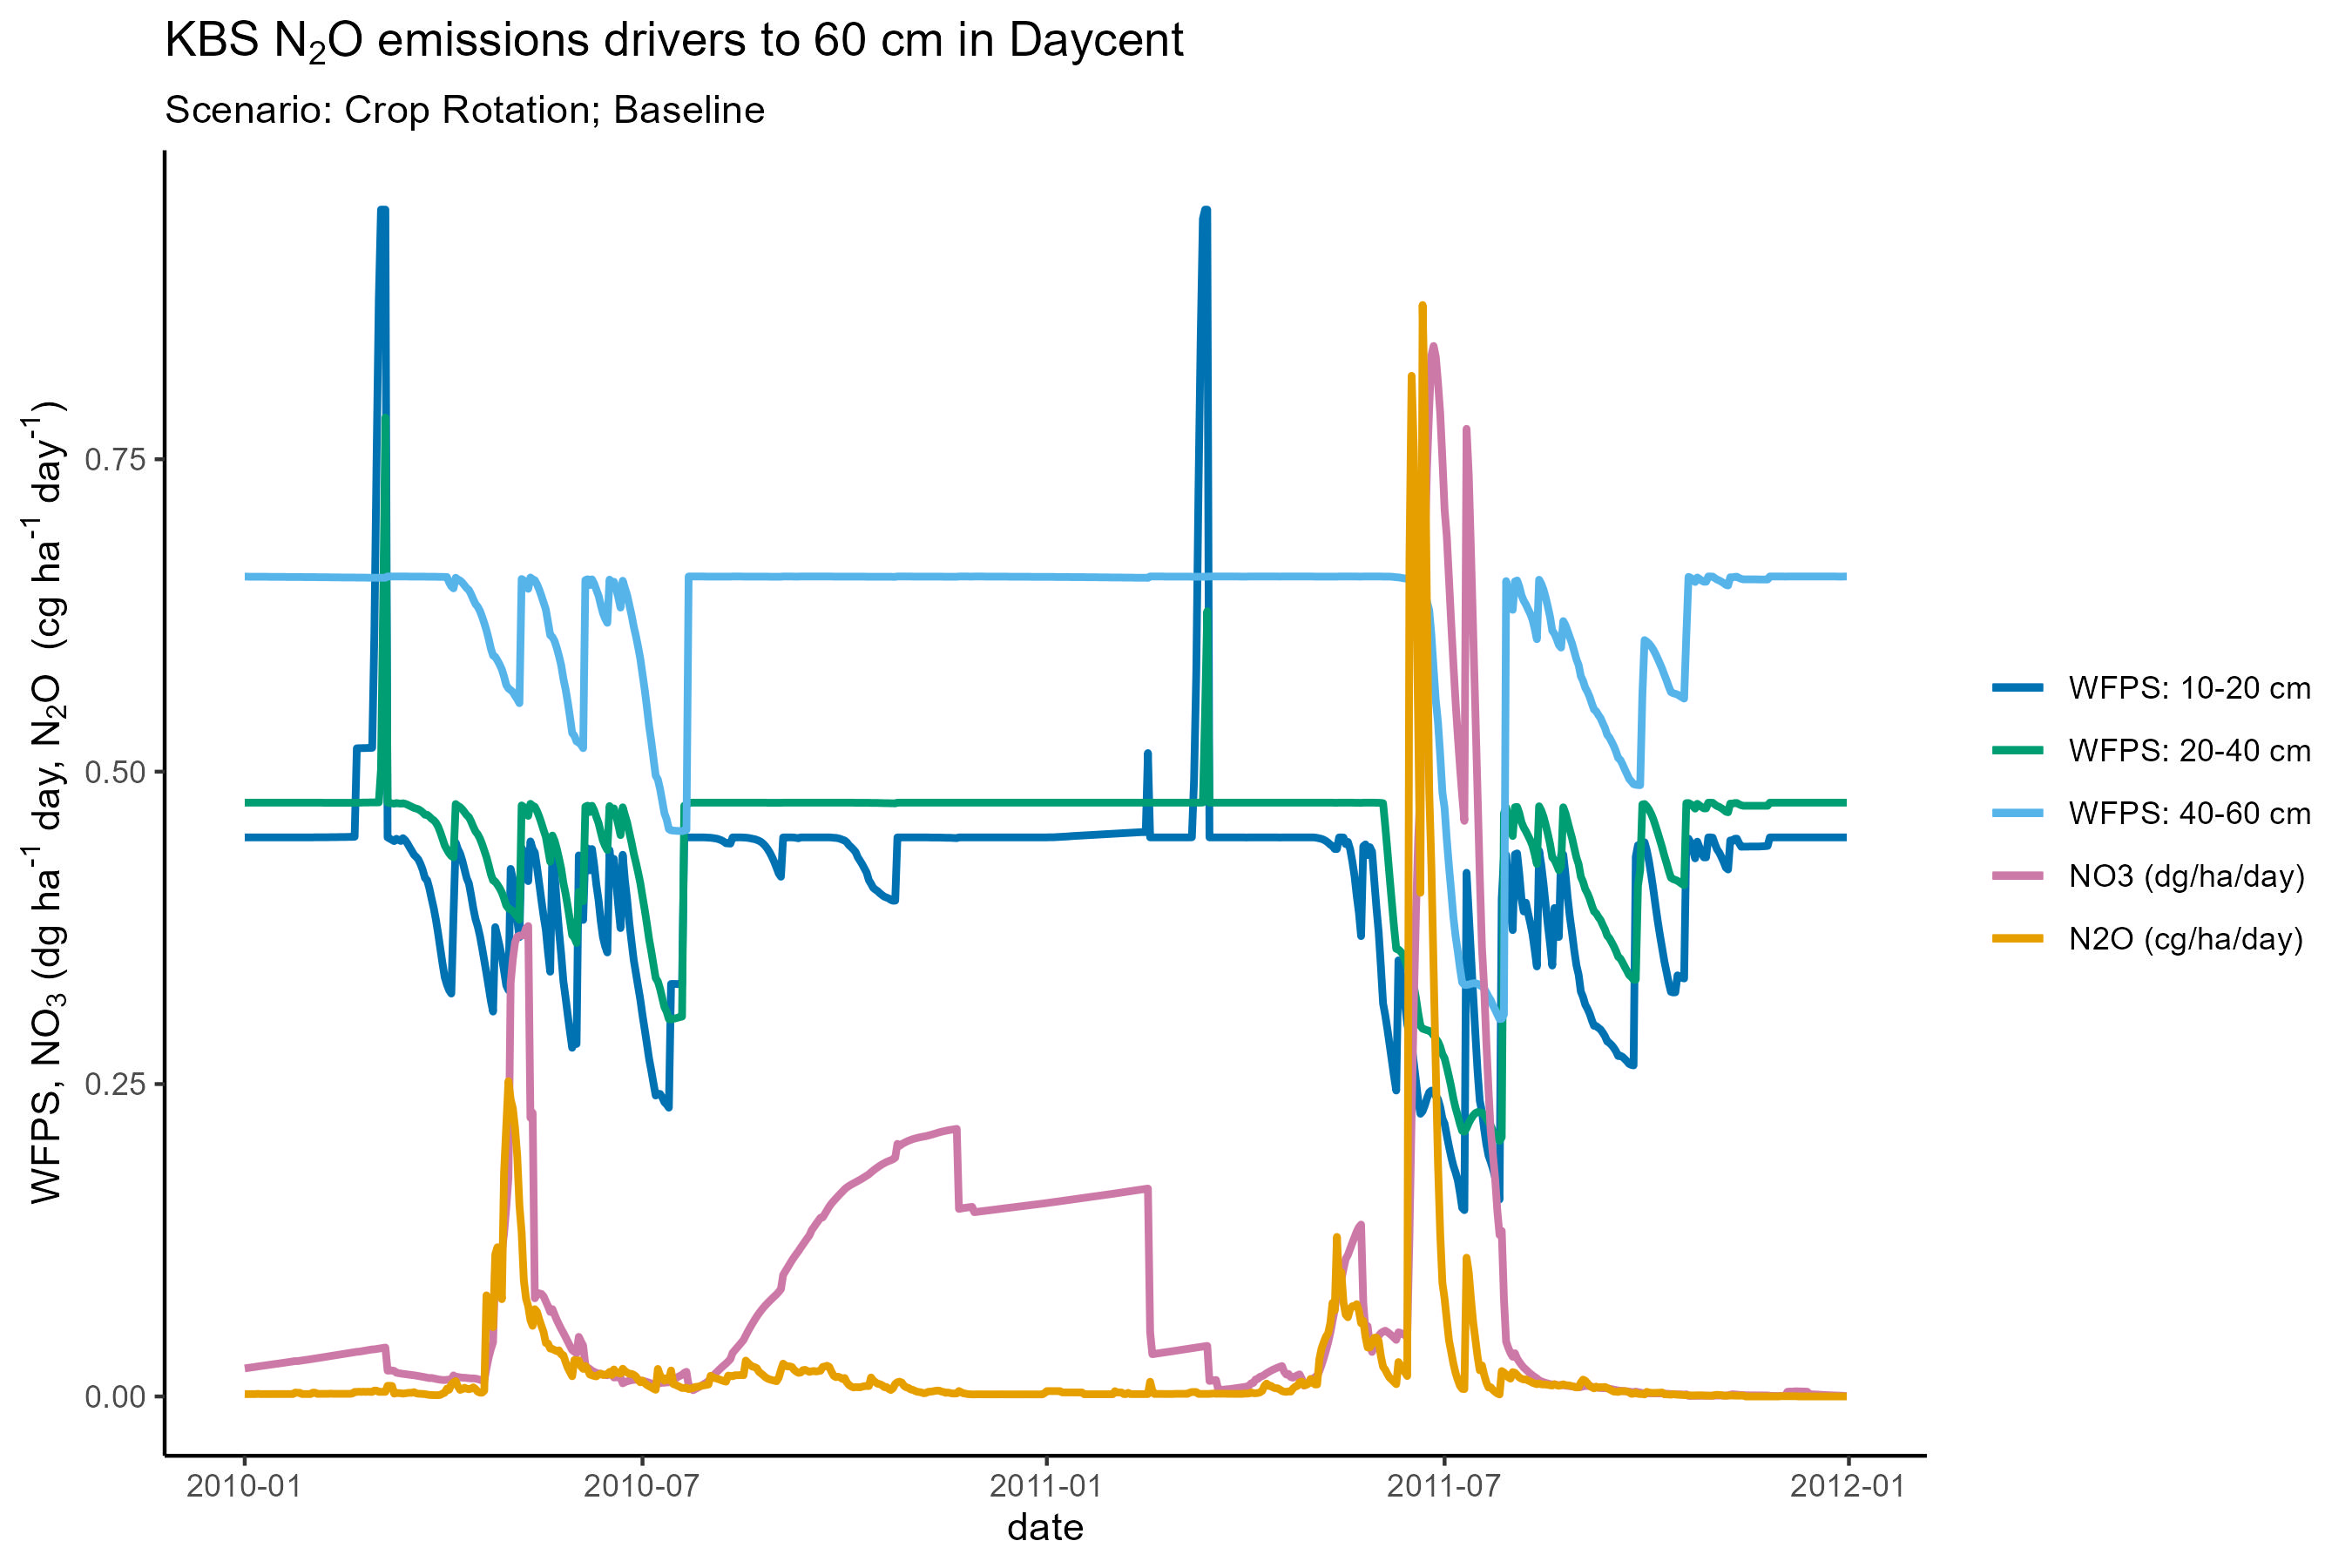 KBS N₂O emissions drivers to 60 cm in Daycent
Scenario: Crop Rotation; Baseline
WFPS, NO₃ (dg ha⁻¹ day, N₂O (cg ha⁻¹ day⁻¹)
0.75
0.50
0.25
0.00
2010-01 2010-07 2011-01 2011-07 2012-01
date
WFPS: 10-20 cm
WFPS: 20-40 cm
WFPS: 40-60 cm
NO3 (dg/ha/day)
N2O (cg/ha/day)